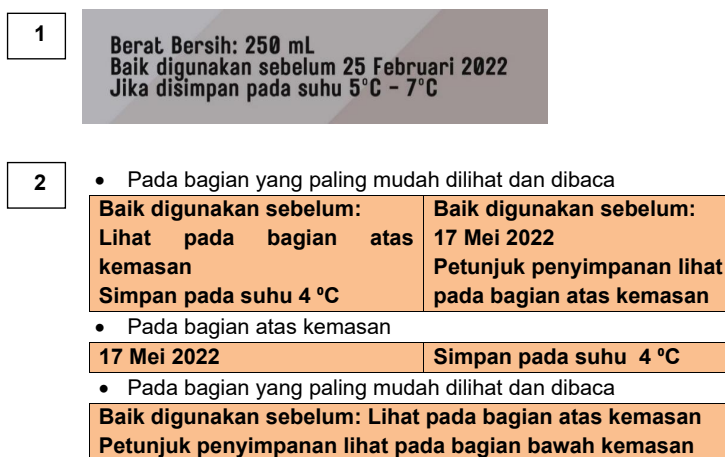 1
Berat Bersih: 250 mL
Baik digunakan sebelum 25 Februari 2022
Jika disimpan pada suhu 5°C - 7°C
2
• Pada bagian yang paling mudah dilihat dan dibaca
Baik digunakan sebelum:
Lihat pada bagian atas
kemasan
Simpan pada suhu 4 ºC
Baik digunakan sebelum:
17 Mei 2022
Petunjuk penyimpanan lihat
pada bagian atas kemasan
• Pada bagian atas kemasan
17 Mei 2022
Simpan pada suhu 4 ºC
• Pada bagian yang paling mudah dilihat dan dibaca
Baik digunakan sebelum: Lihat pada bagian atas kemasan
Petunjuk penyimpanan lihat pada bagian bawah kemasan